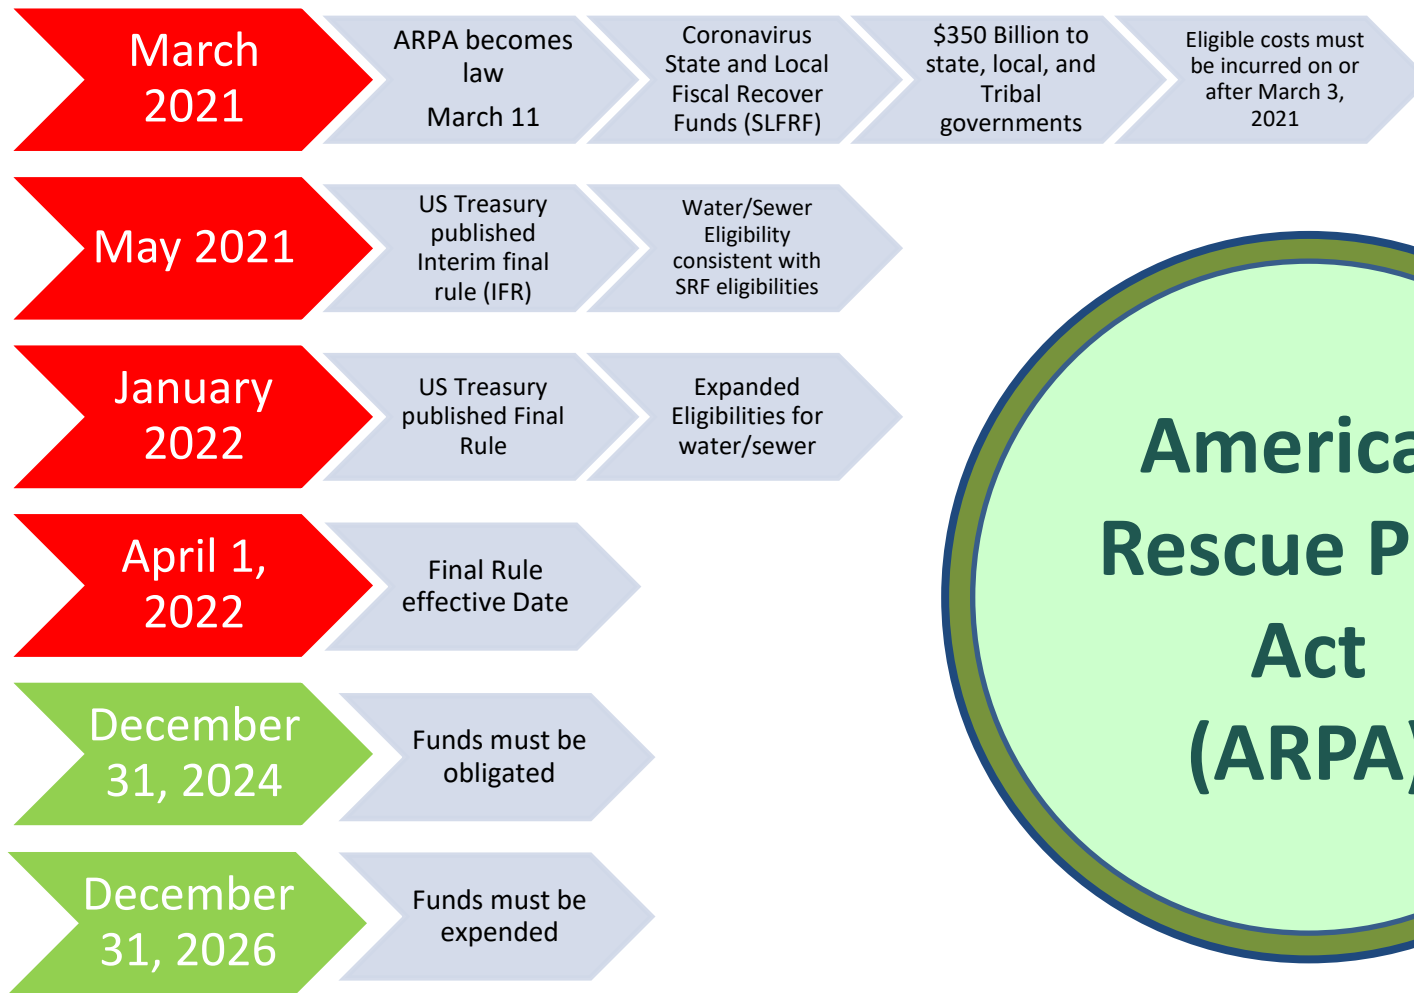 March
2021
ARPA becomes
law
March 11
Coronavirus
State and Local
Fiscal Recover
Funds (SLFRF)
$350 Billion to
state, local, and
Tribal
governments
Eligible costs must
be incurred on or
after March 3,
2021
May 2021
US Treasury
published
Interim final
rule (IFR)
Water/Sewer
Eligibility
consistent with
SRF eligibilities
January
2022
US Treasury
published Final
Rule
Expanded
Eligibilities for
water/sewer
April 1,
2022
Final Rule
effective Date
December
31, 2024
Funds must be
obligated
December
31, 2026
Funds must be
expended
America
Rescue P
Act
(ARPA)